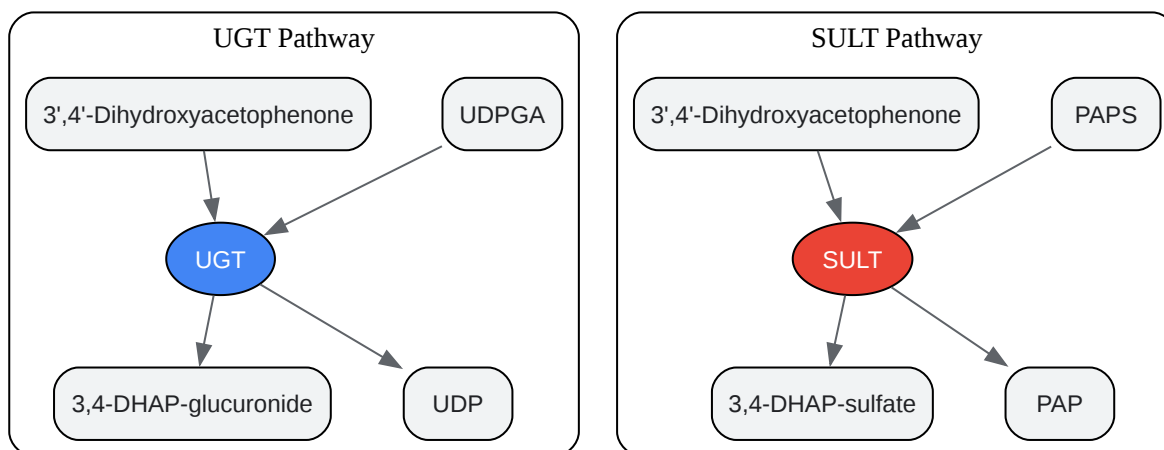 UGT Pathway
3',4'-Dihydroxyacetophenone
UDPGA
UGT
3,4-DHAP-glucuronide
UDP
SULT Pathway
3',4'-Dihydroxyacetophenone
PAPS
SULT
3,4-DHAP-sulfate
PAP